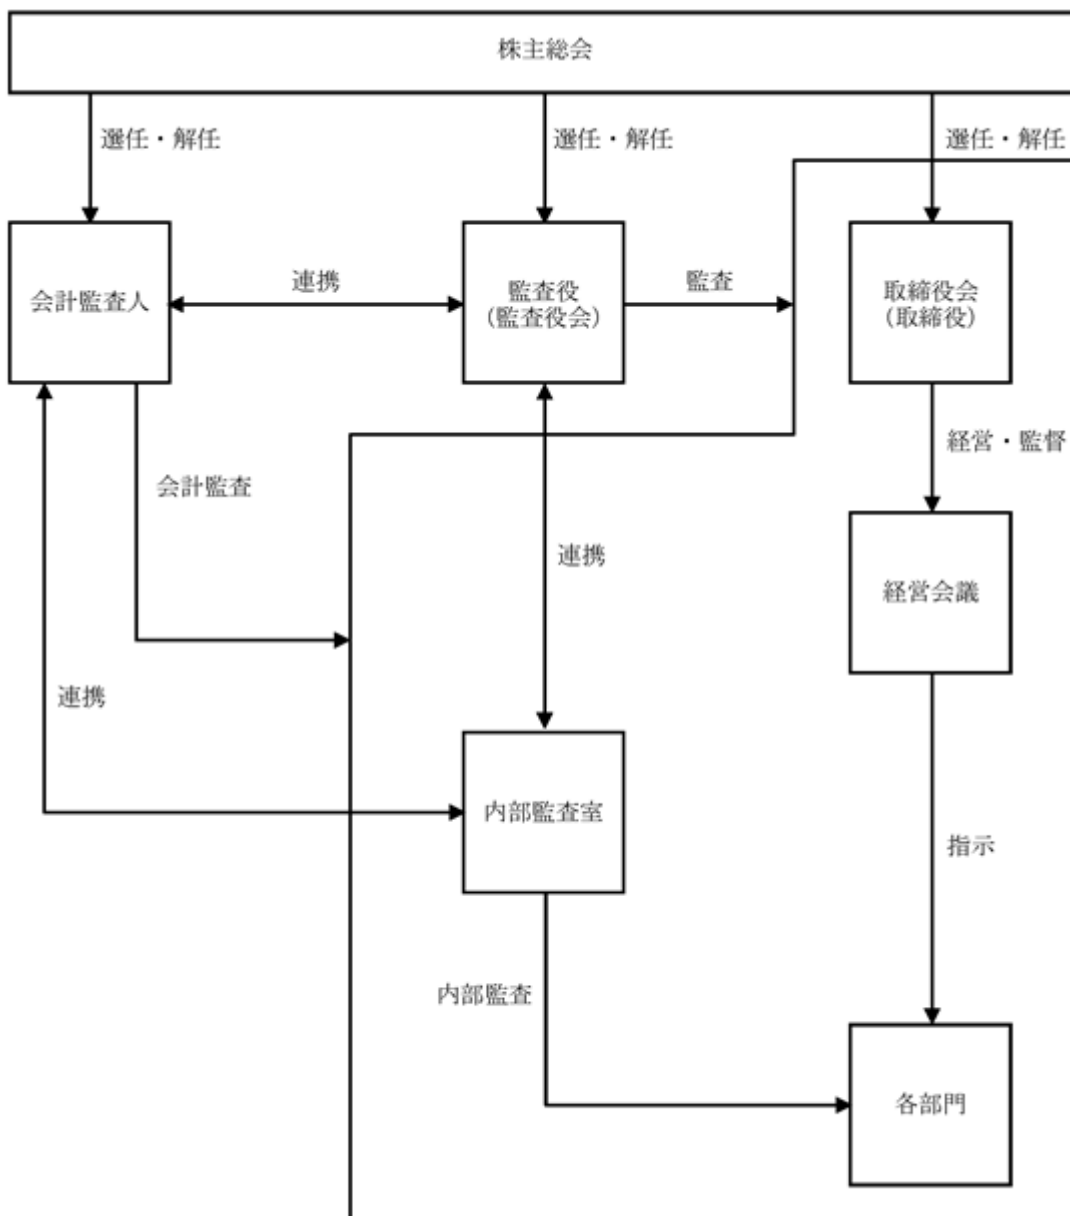 株主総会
選任・解任
選任・解任
選任・解任
会計監査人
連携
監査役
(監査役会)
監査
取締役会
(取締役)
経営・監督
会計監査
連携
経営会議
連携
内部監査室
指示
内部監査
各部門